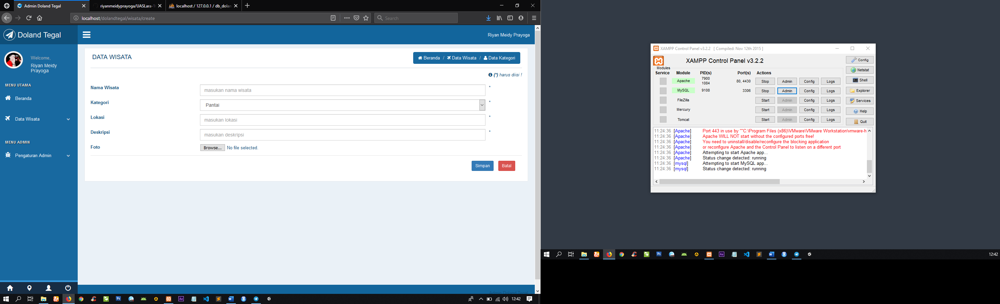 Admin Doland Tegal
riyanmeidyprayoga/UASLara-1
localhost / 127.0.0.1 / db_dolan
localhost/dolandtegal/wisata/create
Search
Doland Tegal
Riyan Meidy Prayoga
Welcome,
Riyan Meidy
Prayoga
MENU UTAMA
Beranda
Data Wisata
MENU ADMIN
Pengaturan Admin
DATA WISATA
Beranda / Data Wisata / Data Kategori
(*) harus diisi !
Nama Wisata
masukan nama wisata
*
Kategori
Pantai
*
Lokasi
masukan lokasi
*
Deskripsi
masukan deskripsi
*
Foto
Browse... No file selected.
Simpan Batal
Admin Doland Tegal
12:42
XAMPP Control Panel v3.2.2 [ Compiled: Nov 12th 2015 ]
XAMPP Control Panel v3.2.2
Modules
Service Module PID(s) Port(s) Actions
Apache 7900 1084 80, 4430 Stop Admin Config Logs
MySQL 9108 3306 Stop Admin Config Logs
FileZilla Start Admin Config Logs
Mercury Start Admin Config Logs
Tomcat Start Admin Config Logs
Config
Netstat
Shell
Explorer
Services
Help
Quit
11:24:36 [Apache] Port 443 in use by ""C:\Program Files (x86)\VMware\VMware Workstation\vmware-h
11:24:36 [Apache] Apache WILL NOT start without the configured ports free!
11:24:36 [Apache] You need to uninstall/disable/reconfigure the blocking application
11:24:36 [Apache] or reconfigure Apache and the Control Panel to listen on a different port
11:24:36 [Apache] Attempting to start Apache app...
11:24:36 [Apache] Status change detected: running
11:24:36 [mysql] Attempting to start MySQL app...
11:24:36 [mysql] Status change detected: running
12:42